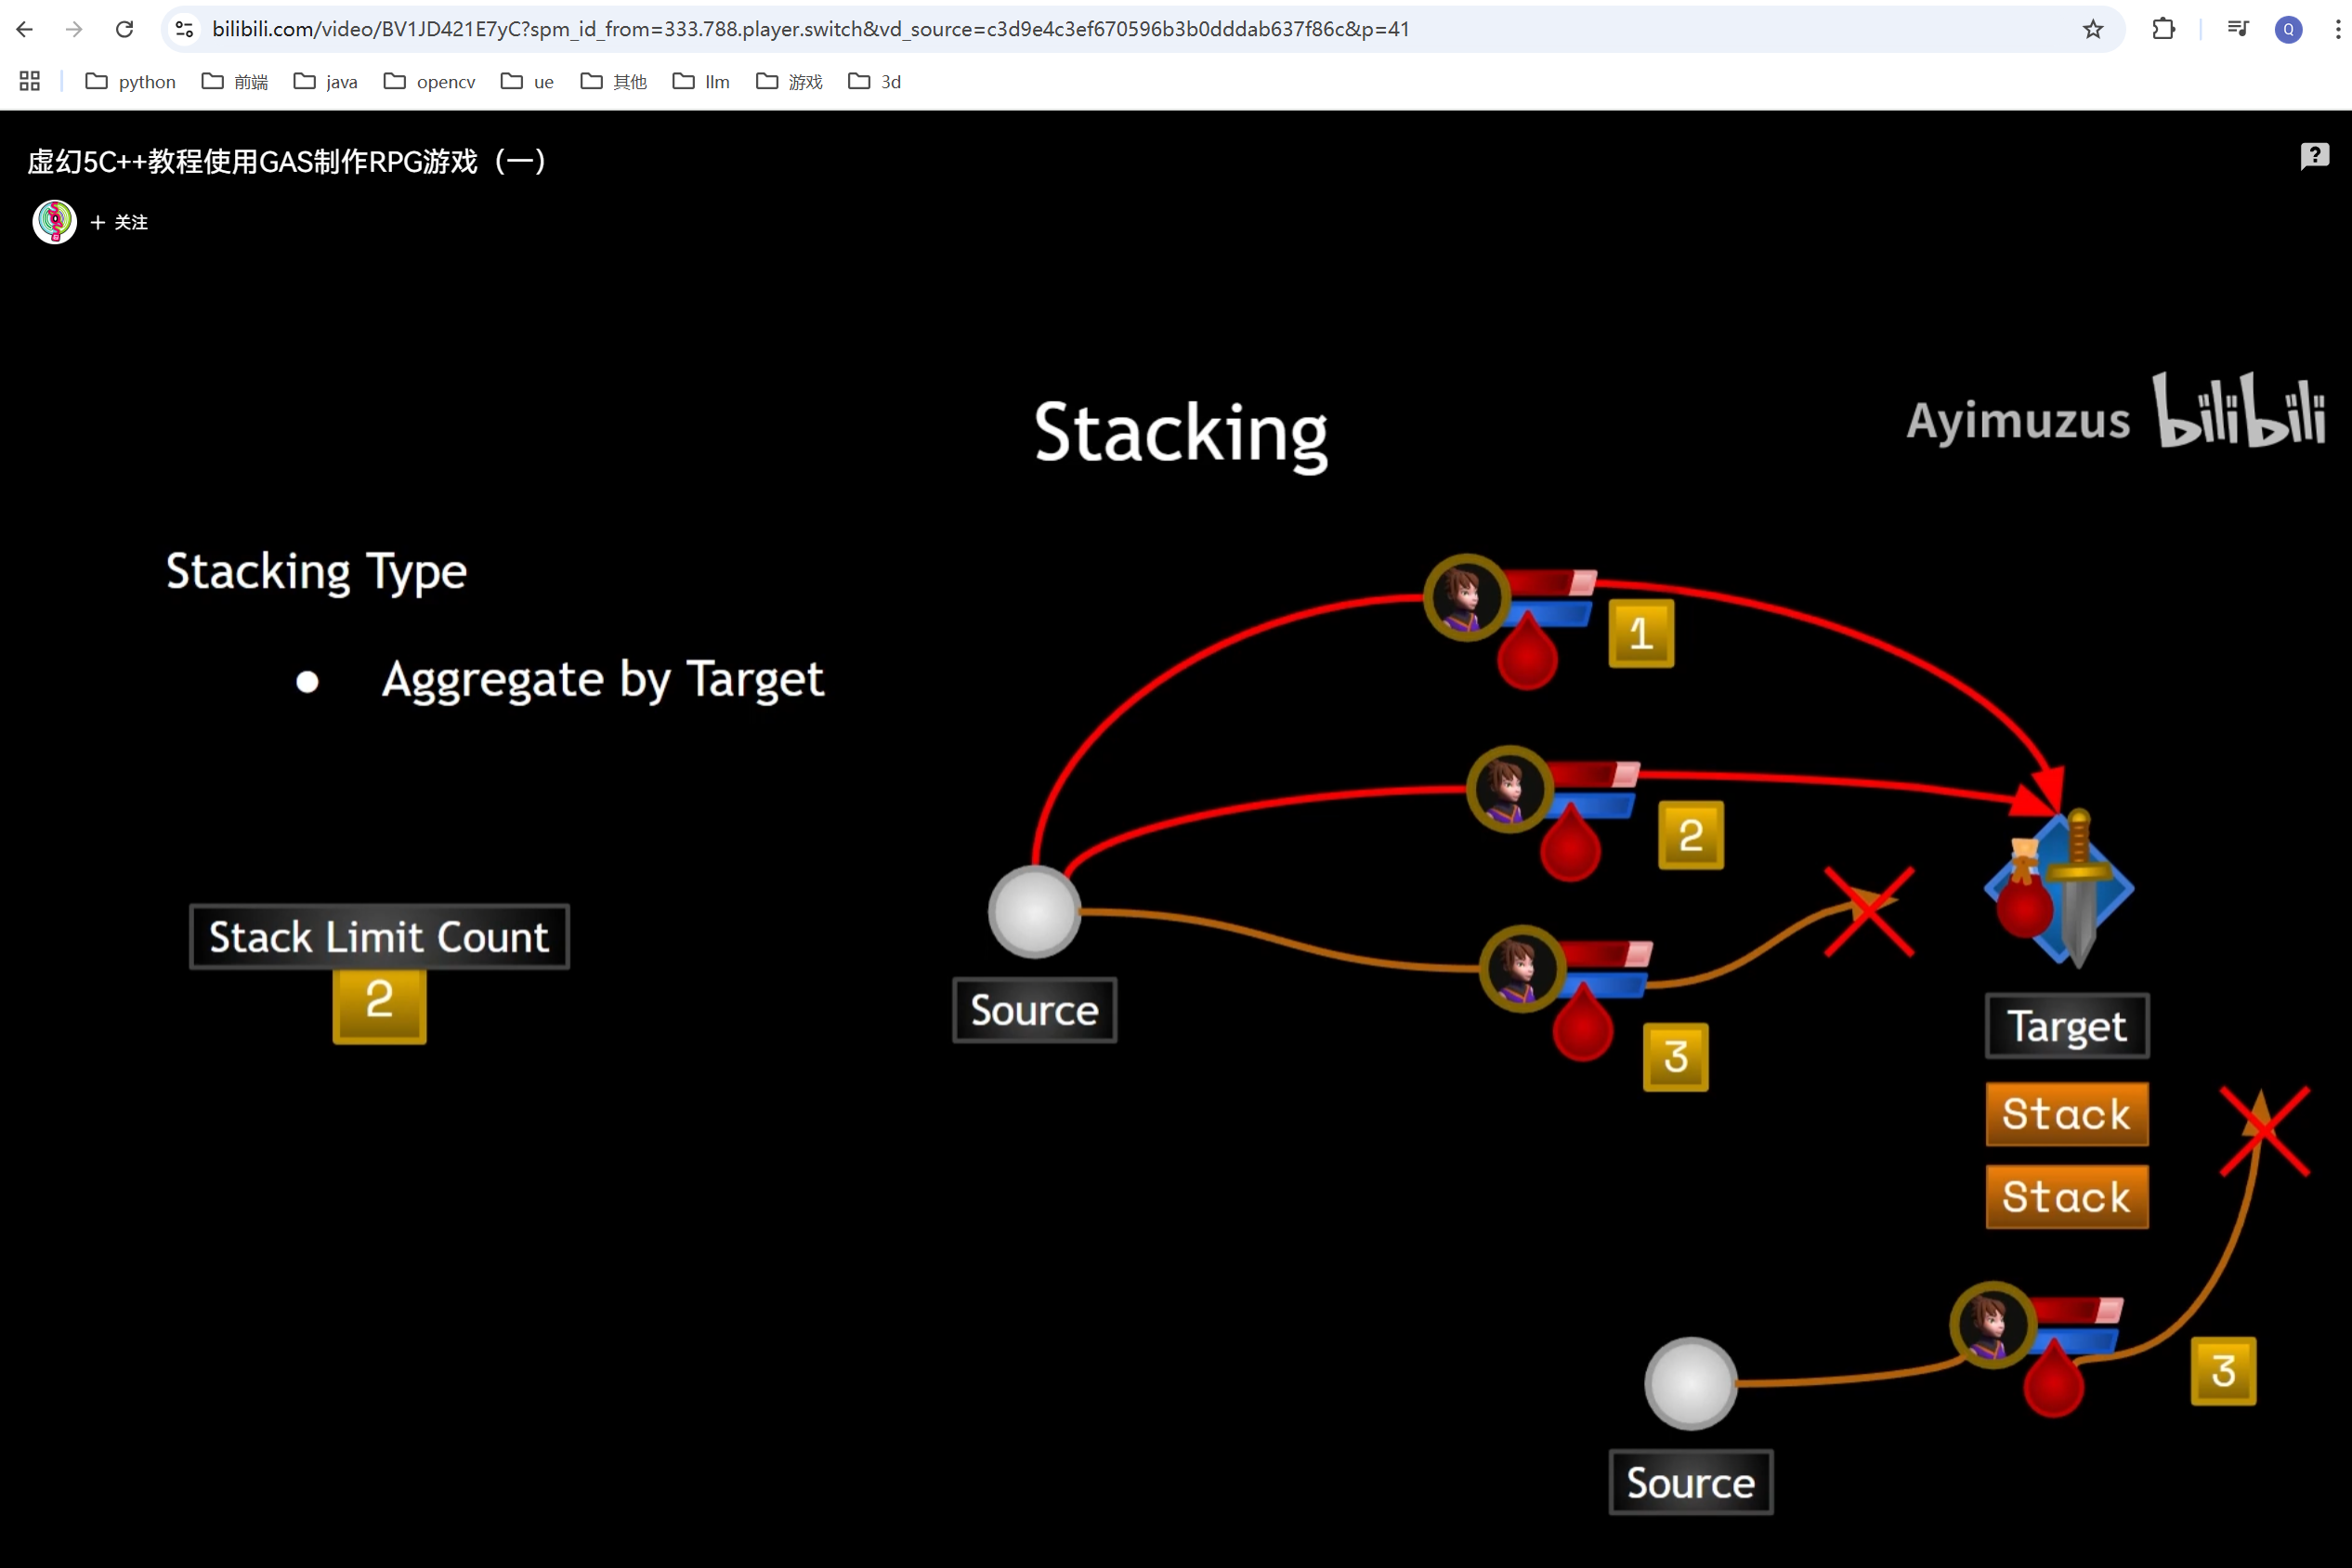 bilibili.com/video/BV1JD421E7yC?spm_id_from=333.788.player.switch&vd_source=c3d9e4c3ef670596b3b0dddab637f86c&p=41
Q
python 前端 java opencv ue 其他 llm 游戏 3d
虚幻5C++教程使用GAS制作RPG游戏（一）
+ 关注
Stacking
Ayimuzus bilibili
Stacking Type
● Aggregate by Target
1
2
Stack Limit Count
2
Source
3
Target
Stack
Stack
3
Source